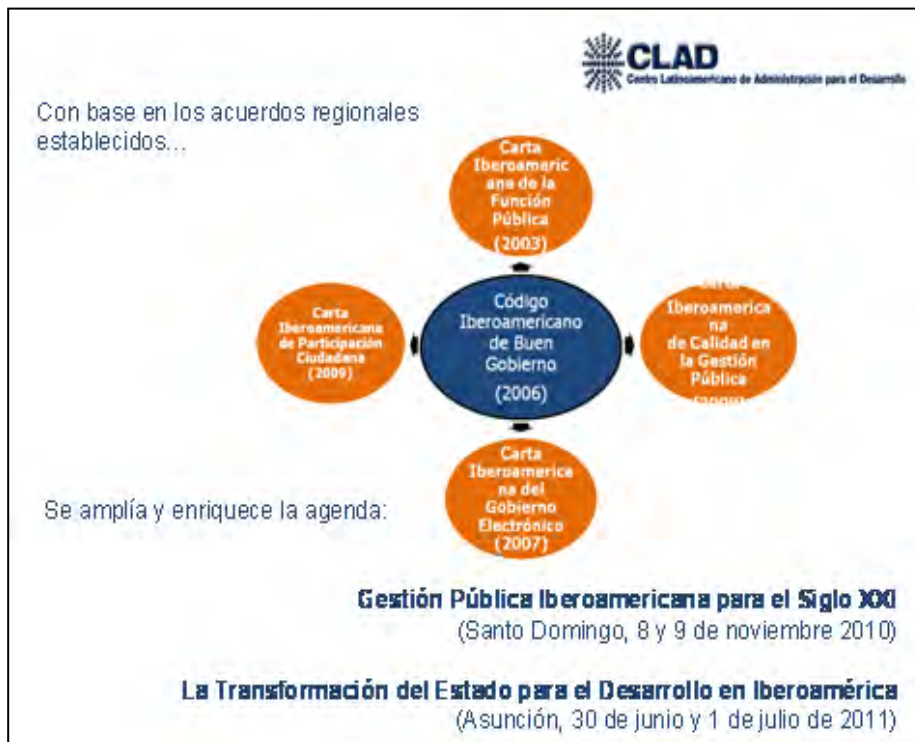 CLAD
Centro Latinoamericano de Administración para el Desarrollo
Con base en los acuerdos regionales
establecidos...
Carta
Iberoameric
ana de la
Función
Pública
(2003)
Carta
Iberoamericana
de Participación
Ciudadana
(2009)
Código
Iberoamericano
de Buen
Gobierno
(2006)
Carta
Iberoamerica
na
de Calidad en
la Gestión
Pública
Carta
Iberoamerica
na del
Gobierno
Electrónico
(2007)
Se amplía y enriquece la agenda:
Gestión Pública Iberoamericana para el Siglo XXI
(Santo Domingo, 8 y 9 de noviembre 2010)
La Transformación del Estado para el Desarrollo en Iberoamérica
(Asunción, 30 de junio y 1 de julio de 2011)